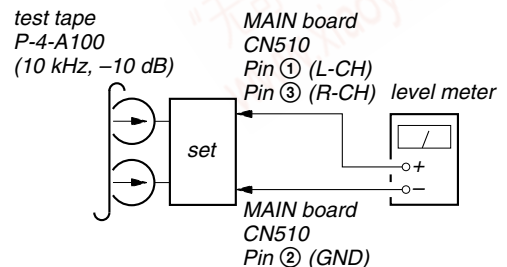 test tape
P-4-A100
(10 kHz, –10 dB)
MAIN board
CN510
Pin ① (L-CH)
Pin ③ (R-CH)
level meter
set
+
–
MAIN board
CN510
Pin ② (GND)